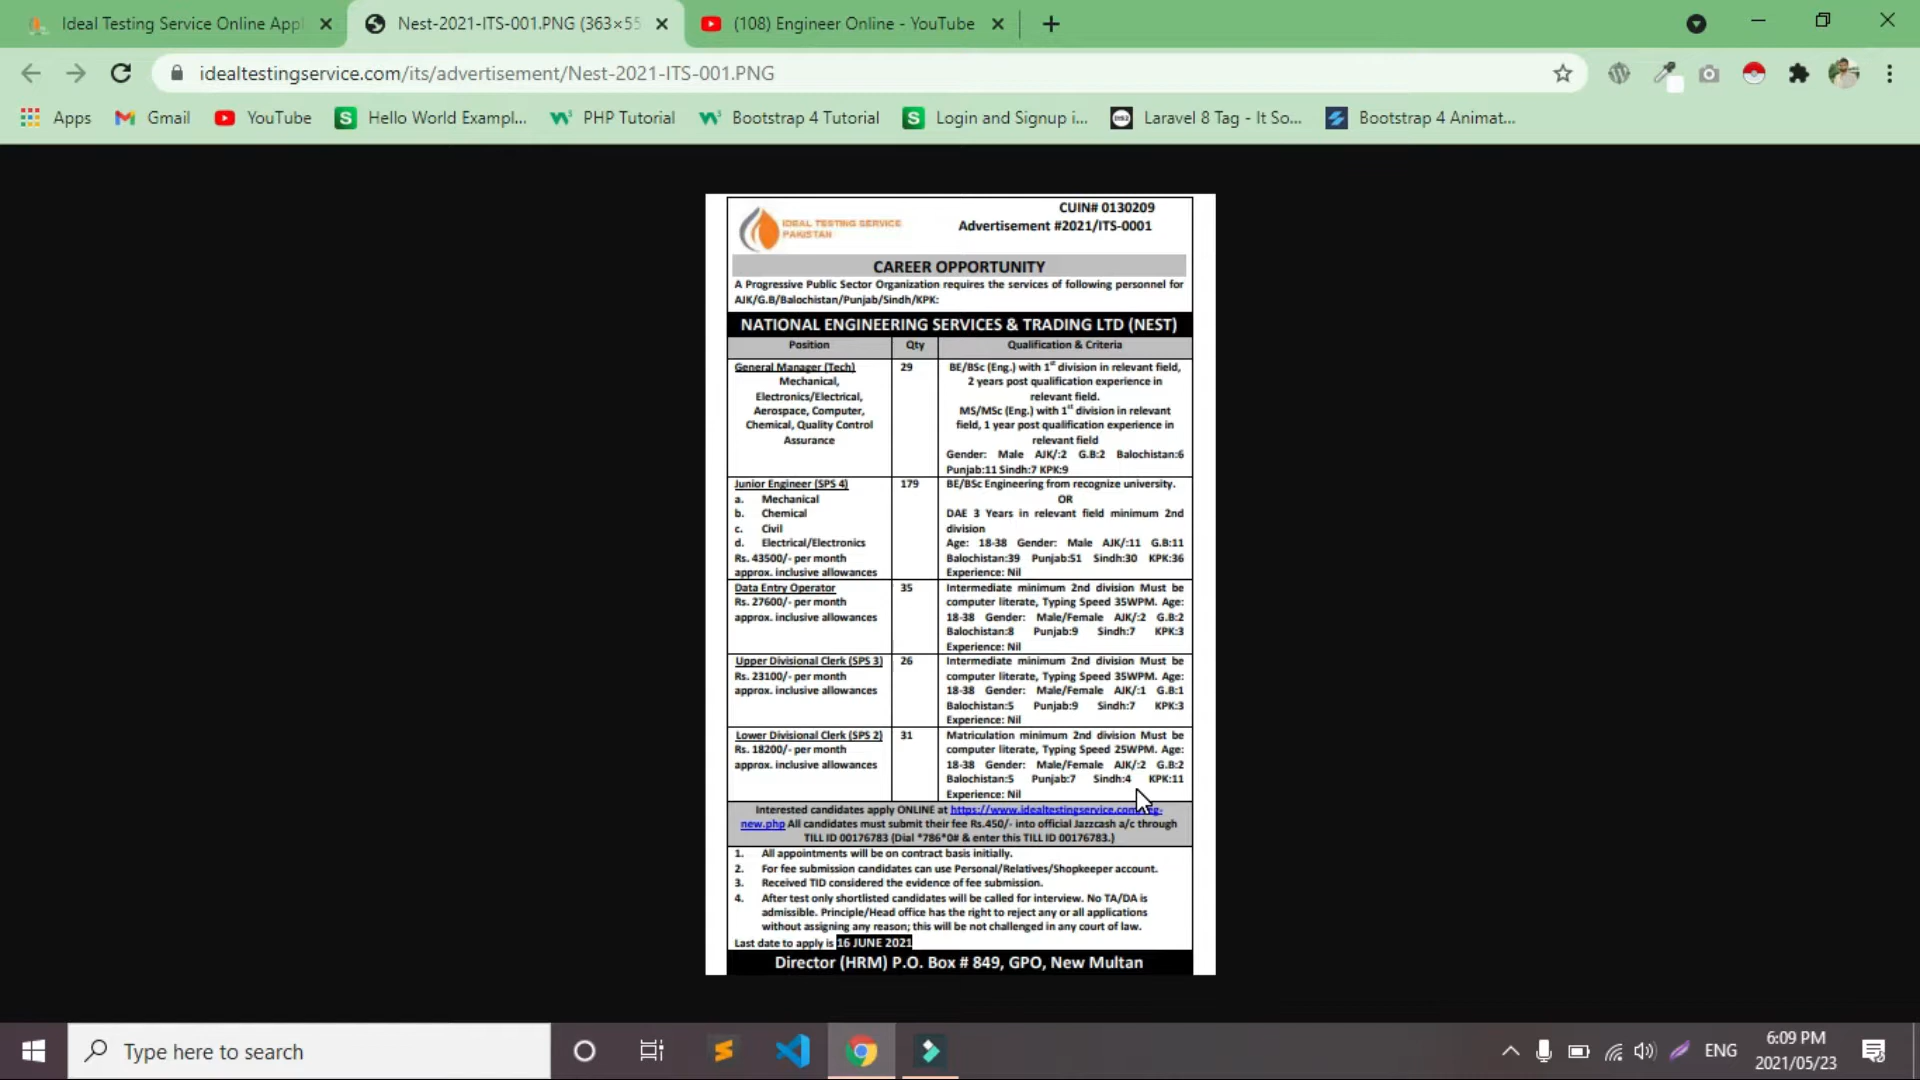 Ideal Testing Service Online Appl
Nest-2021-ITS-001.PNG (363×55
(108) Engineer Online - YouTube
idealtestingservice.com/its/advertisement/Nest-2021-ITS-001.PNG
Apps
Gmail
YouTube
Hello World Exampl...
PHP Tutorial
Bootstrap 4 Tutorial
Login and Signup i...
Laravel 8 Tag - It So...
Bootstrap 4 Animat...
IDEAL TESTING SERVICE
PAKISTAN
CUIN# 0130209
Advertisement #2021/ITS-0001
CAREER OPPORTUNITY
A Progressive Public Sector Organization requires the services of following personnel for
AJK/G.B/Balochistan/Punjab/Sindh/KPK:
NATIONAL ENGINEERING SERVICES & TRADING LTD (NEST)
Position Qty Qualification & Criteria
General Manager (Tech)
Mechanical,
Electronics/Electrical,
Aerospace, Computer,
Chemical, Quality Control
Assurance
29
BE/BSc (Eng.) with 1st division in relevant field,
2 years post qualification experience in
relevant field.
MS/MSc (Eng.) with 1st division in relevant
field, 1 year post qualification experience in
relevant field
Gender: Male AJK/:2 G.B:2 Balochistan:6
Punjab:11 Sindh:7 KPK:9
Junior Engineer (SPS 4)
a. Mechanical
b. Chemical
c. Civil
d. Electrical/Electronics
Rs. 43500/- per month
approx. inclusive allowances
179
BE/BSc Engineering from recognize university.
OR
DAE 3 Years in relevant field minimum 2nd
division
Age: 18-38 Gender: Male AJK/:11 G.B:11
Balochistan:39 Punjab:51 Sindh:30 KPK:36
Experience: Nil
Data Entry Operator
Rs. 27600/- per month
approx. inclusive allowances
35
Intermediate minimum 2nd division Must be
computer literate, Typing Speed 35WPM. Age:
18-38 Gender: Male/Female AJK/:2 G.B:2
Balochistan:8 Punjab:9 Sindh:7 KPK:3
Experience: Nil
Upper Divisional Clerk (SPS 3)
Rs. 23100/- per month
approx. inclusive allowances
26
Intermediate minimum 2nd division Must be
computer literate, Typing Speed 35WPM. Age:
18-38 Gender: Male/Female AJK/:1 G.B:1
Balochistan:5 Punjab:9 Sindh:7 KPK:3
Experience: Nil
Lower Divisional Clerk (SPS 2)
Rs. 18200/- per month
approx. inclusive allowances
31
Matriculation minimum 2nd division Must be
computer literate, Typing Speed 25WPM. Age:
18-38 Gender: Male/Female AJK/:2 G.B:2
Balochistan:5 Punjab:7 Sindh:4 KPK:11
Experience: Nil
Interested candidates apply ONLINE at https://www.idealtestingservice.com
new.php All candidates must submit their fee Rs.450/- into official Jazzcash a/c through
TILL ID 00176783 (Dial *786*0# & enter this TILL ID 00176783.)
1. All appointments will be on contract basis initially.
2. For fee submission candidates can use Personal/Relatives/Shopkeeper account.
3. Received TID considered the evidence of fee submission.
4. After test only shortlisted candidates will be called for interview. No TA/DA is
admissible. Principle/Head office has the right to reject any or all applications
without assigning any reason; this will be not challenged in any court of law.
Last date to apply is 16 JUNE 2021
Director (HRM) P.O. Box # 849, GPO, New Multan
Type here to search
ENG
6:09 PM
2021/05/23